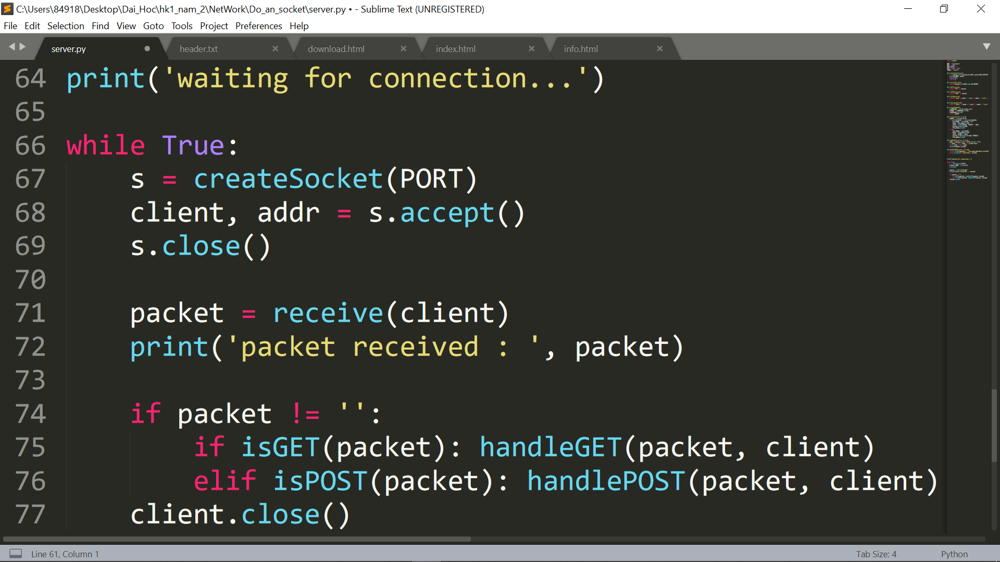 C:\Users\84918\Desktop\Dai_Hoc\hk1_nam_2\NetWork\Do_an_socket\server.py • - Sublime Text (UNREGISTERED)
File Edit Selection Find View Goto Tools Project Preferences Help
server.py header.txt download.html index.html info.html
64 print('waiting for connection...')
65
66 while True:
67     s = createSocket(PORT)
68     client, addr = s.accept()
69     s.close()
70
71     packet = receive(client)
72     print('packet received : ', packet)
73
74     if packet != '':
75         if isGET(packet): handleGET(packet, client)
76         elif isPOST(packet): handlePOST(packet, client)
77     client.close()
Line 61, Column 1 Tab Size: 4 Python